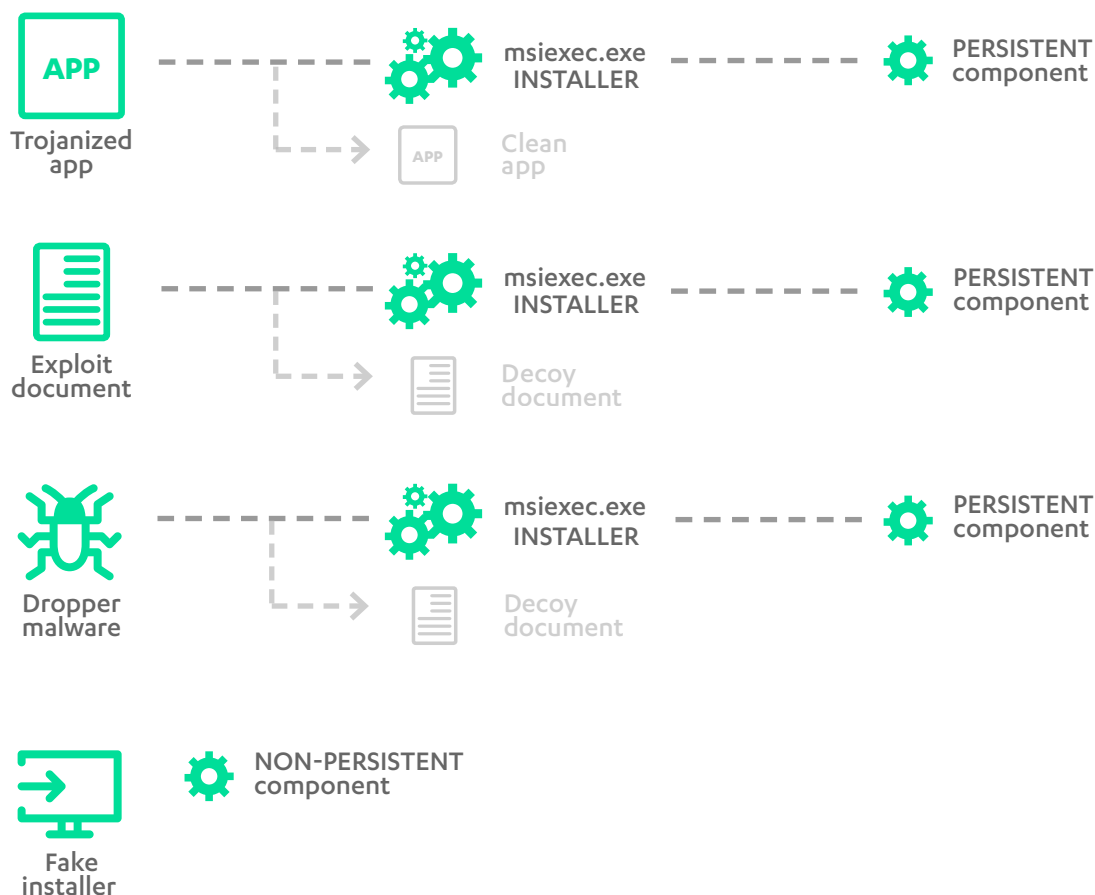 APP
Trojanized
app
msiexec.exe
INSTALLER
PERSISTENT
component
APP
Clean
app
Exploit
document
msiexec.exe
INSTALLER
PERSISTENT
component
Decoy
document
Dropper
malware
msiexec.exe
INSTALLER
PERSISTENT
component
Decoy
document
Fake
installer
NON-PERSISTENT
component